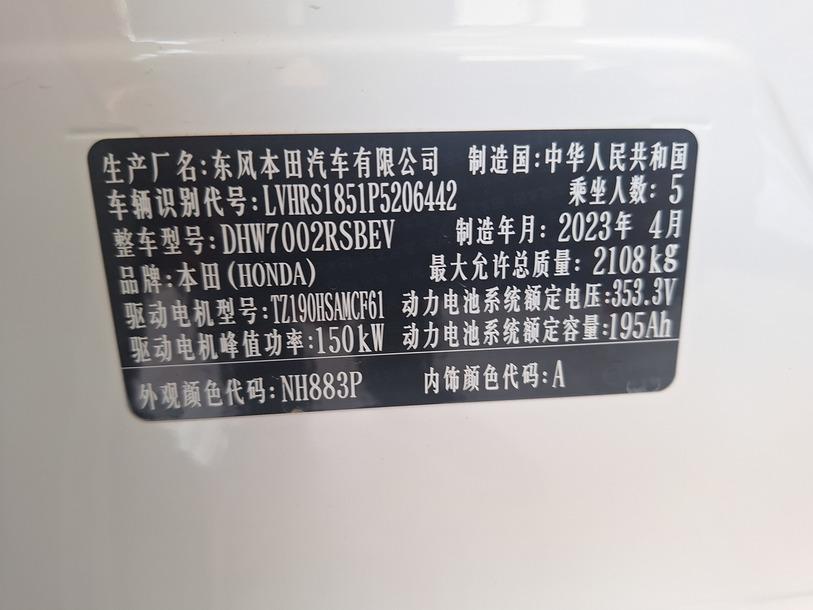 生产厂名:东风本田汽车有限公司 制造国:中华人民共和国
车辆识别代号:LVHRS1851P5206442 乘坐人数:5
整车型号:DHW7002RSBEV 制造年月:2023年 4月
品牌:本田(HONDA) 最大允许总质量:2108kg
驱动电机型号:TZ190HSAMCF61 动力电池系统额定电压:353.3V
驱动电机峰值功率:150kW 动力电池系统额定容量:195Ah
外观颜色代码:NH883P 内饰颜色代码:A